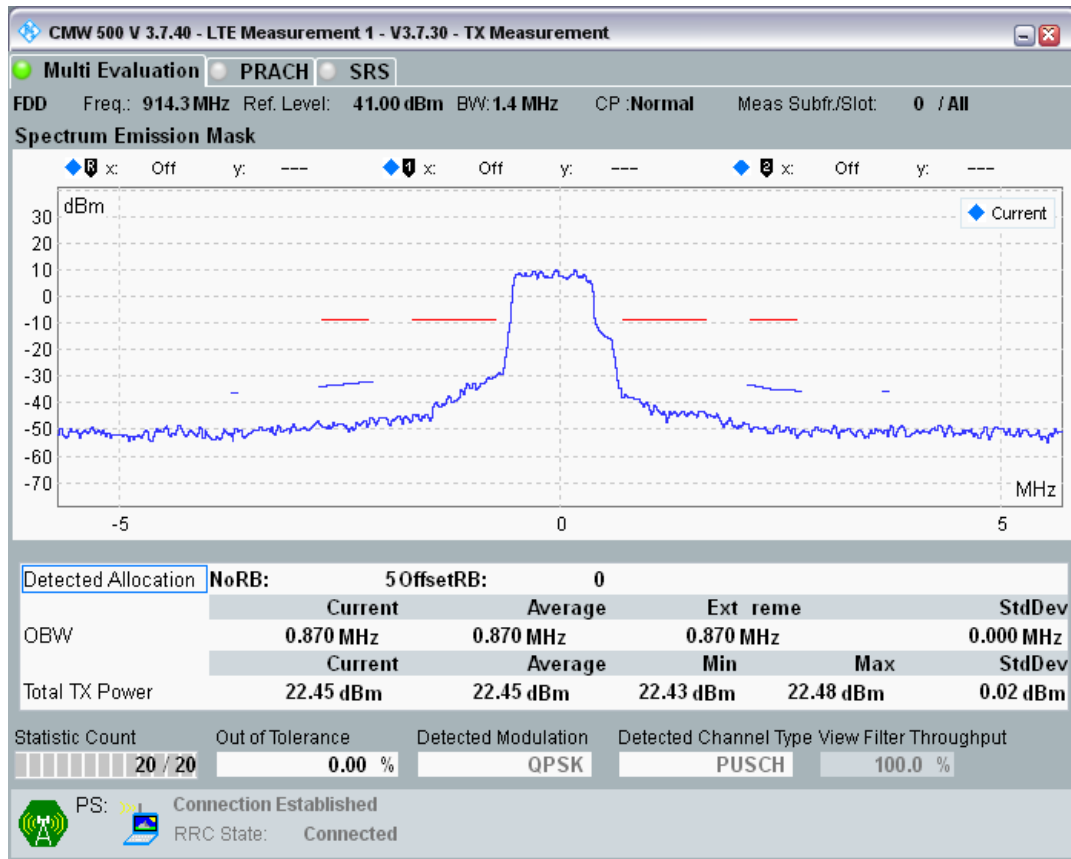 CMW 500 V 3.7.40 - LTE Measurement 1 - V3.7.30 - TX Measurement
Multi Evaluation PRACH SRS
FDD Freq.: 914.3 MHz Ref. Level: 41.00 dBm BW: 1.4 MHz CP :Normal Meas Subfr./Slot: 0 / All
Spectrum Emission Mask
R x: Off y: --- 1 x: Off y: --- 2 x: Off y: ---
dBm
Current
30
20
10
0
-10
-20
-30
-40
-50
-60
-70
MHz
-5 0 5
Detected Allocation NoRB: 5 OffsetRB: 0
Current Average Ext reme StdDev
OBW 0.870 MHz 0.870 MHz 0.870 MHz 0.000 MHz
Current Average Min Max StdDev
Total TX Power 22.45 dBm 22.45 dBm 22.43 dBm 22.48 dBm 0.02 dBm
Statistic Count Out of Tolerance Detected Modulation Detected Channel Type View Filter Throughput
20 / 20 0.00 % QPSK PUSCH 100.0 %
PS: Connection Established
RRC State: Connected